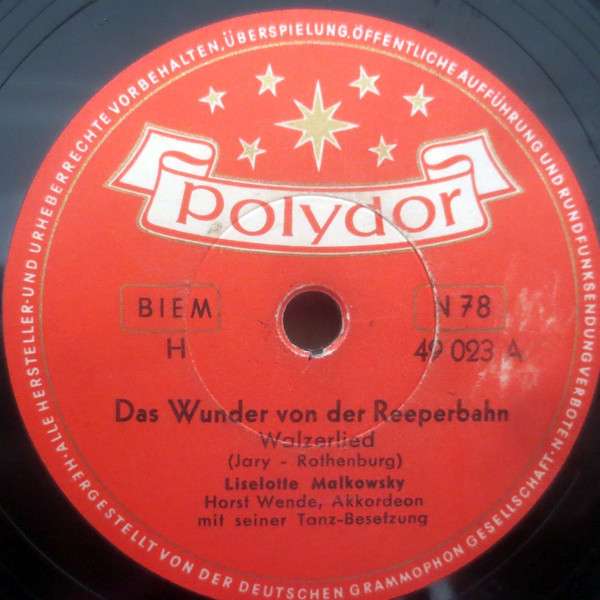 ALLE HERSTELLER- UND URHEBERRECHTE VORBEHALTEN, ÜBERSPIELUNG, ÖFFENTLICHE AUFFÜHRUNG UND RUNDFUNKSENDUNG VERBOTEN.
polydor
BIEM N 78
H 49 023 A
Das Wunder von der Reeperbahn
Walzerlied
(Jary - Rothenburg)
Liselotte Malkowsky
Horst Wende, Akkordeon
mit seiner Tanz-Besetzung
HERGESTELLT VON DER DEUTSCHEN GRAMMOPHON GESELLSCHAFT